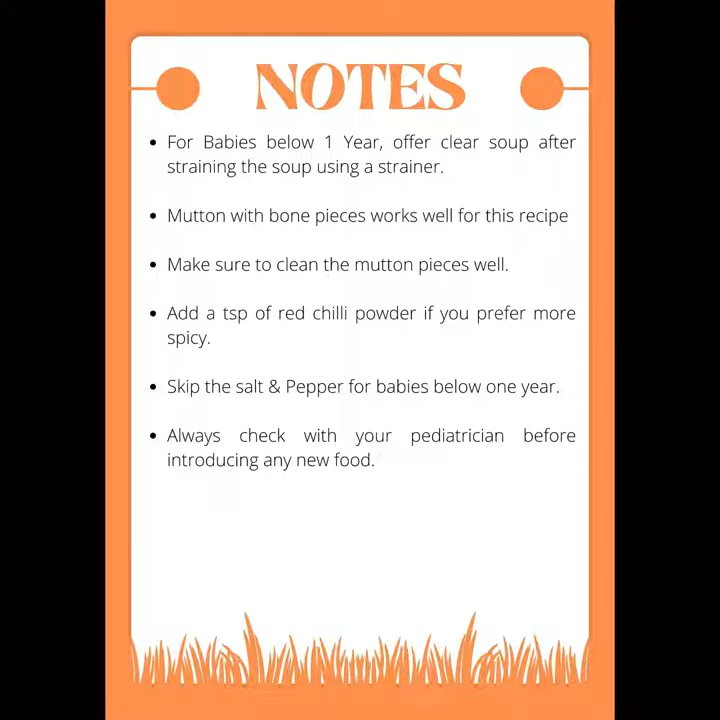 NOTES
• For Babies below 1 Year, offer clear soup after
straining the soup using a strainer.
• Mutton with bone pieces works well for this recipe
• Make sure to clean the mutton pieces well.
• Add a tsp of red chilli powder if you prefer more
spicy.
• Skip the salt & Pepper for babies below one year.
• Always check with your pediatrician before
introducing any new food.